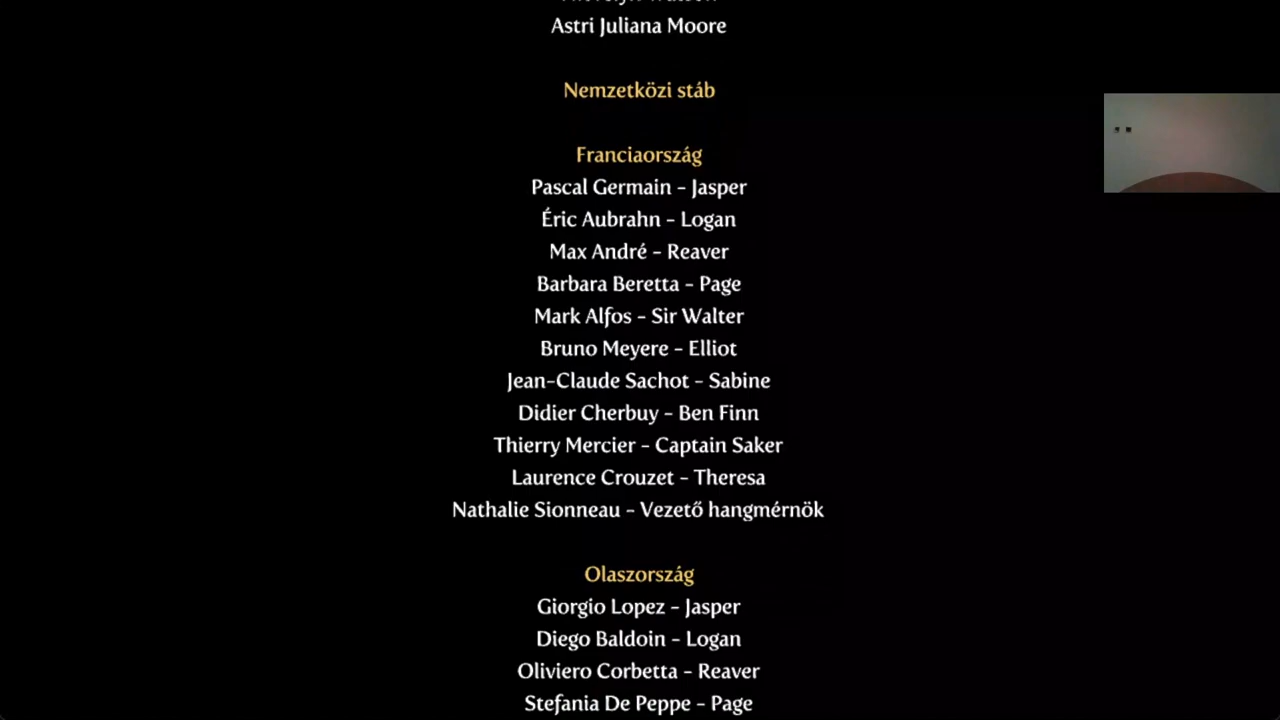 Astri Juliana Moore
Nemzetközi stáb
Franciaország
Pascal Germain - Jasper
Éric Aubrahn - Logan
Max André - Reaver
Barbara Beretta - Page
Mark Alfos - Sir Walter
Bruno Meyere - Elliot
Jean-Claude Sachot - Sabine
Didier Cherbuy - Ben Finn
Thierry Mercier - Captain Saker
Laurence Crouzet - Theresa
Nathalie Sionneau - Vezető hangmérnök
Olaszország
Giorgio Lopez - Jasper
Diego Baldoin - Logan
Oliviero Corbetta - Reaver
Stefania De Peppe - Page